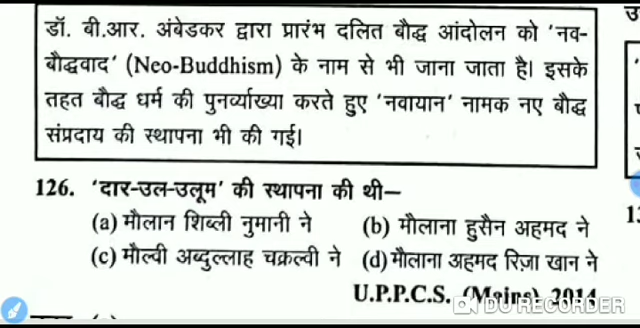 डॉ. बी.आर. अंबेडकर द्वारा प्रारंभ दलित बौद्ध आंदोलन को 'नव-
बौद्धवाद' (Neo-Buddhism) के नाम से भी जाना जाता है। इसके
तहत बौद्ध धर्म की पुनर्व्याख्या करते हुए 'नवायान' नामक नए बौद्ध
संप्रदाय की स्थापना भी की गई।
126. 'दार-उल-उलूम' की स्थापना की थी—
(a) मौलान शिब्ली नुमानी ने (b) मौलाना हुसैन अहमद ने
(c) मौल्वी अब्दुल्लाह चक्रल्वी ने (d) मौलाना अहमद रिज़ा खान ने
U.P.P.C.S. (Mains) 2014
DU RECORDER